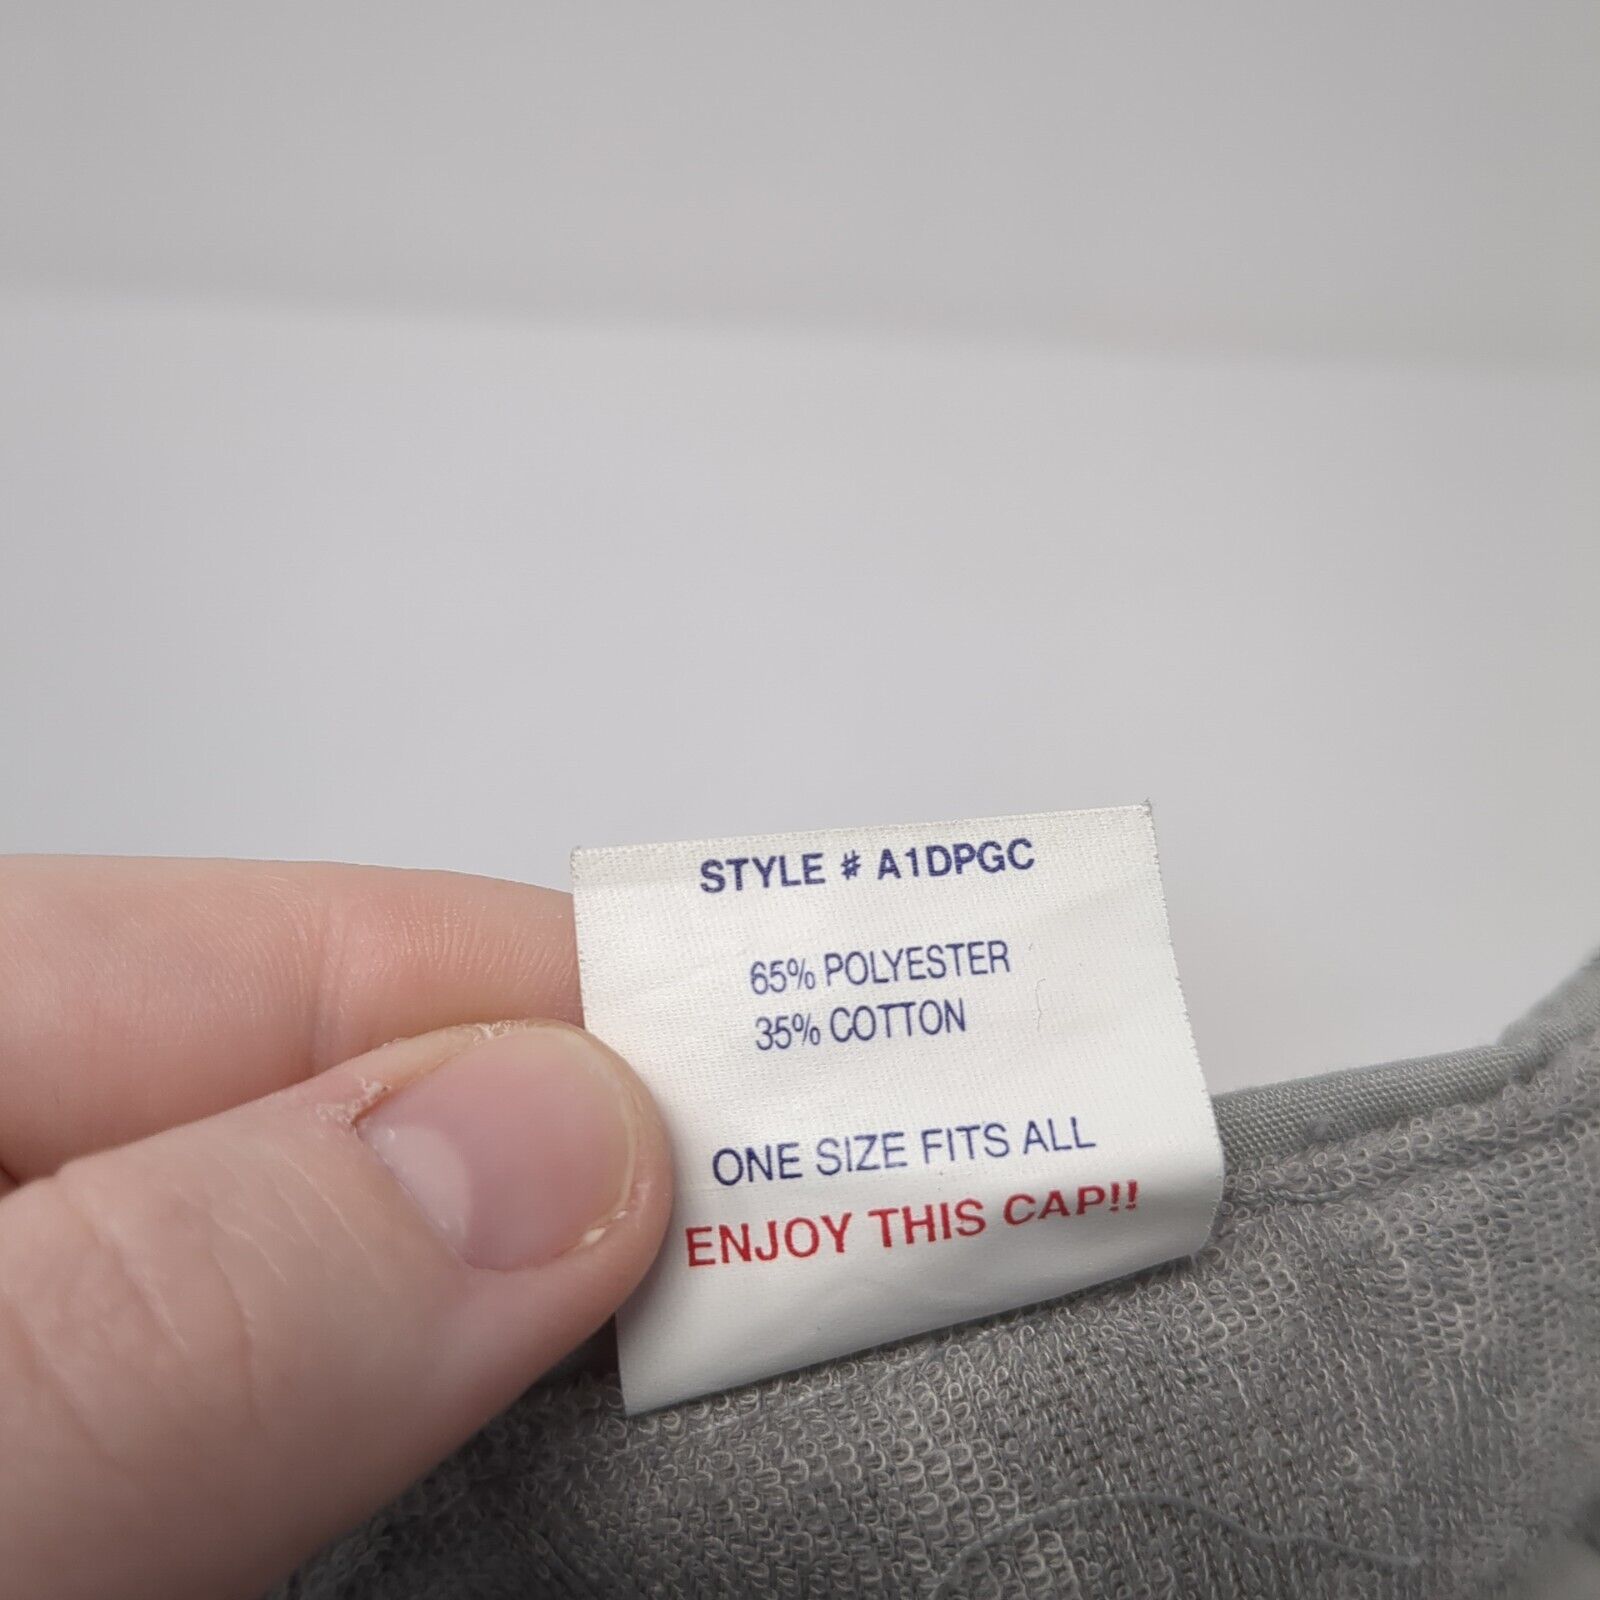 STYLE # A1DPGC
65% POLYESTER
35% COTTON
ONE SIZE FITS ALL
ENJOY THIS CAP!!